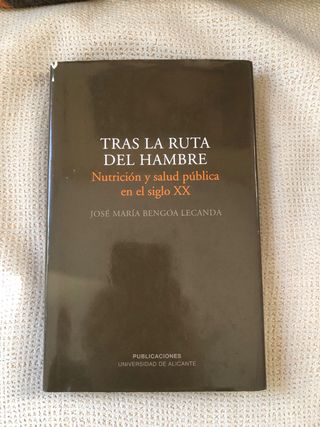 TRAS LA RUTA
DEL HAMBRE
Nutrición y salud pública
en el siglo XX
JOSÉ MARÍA BENGOA LECANDA
PUBLICACIONES
UNIVERSIDAD DE ALICANTE